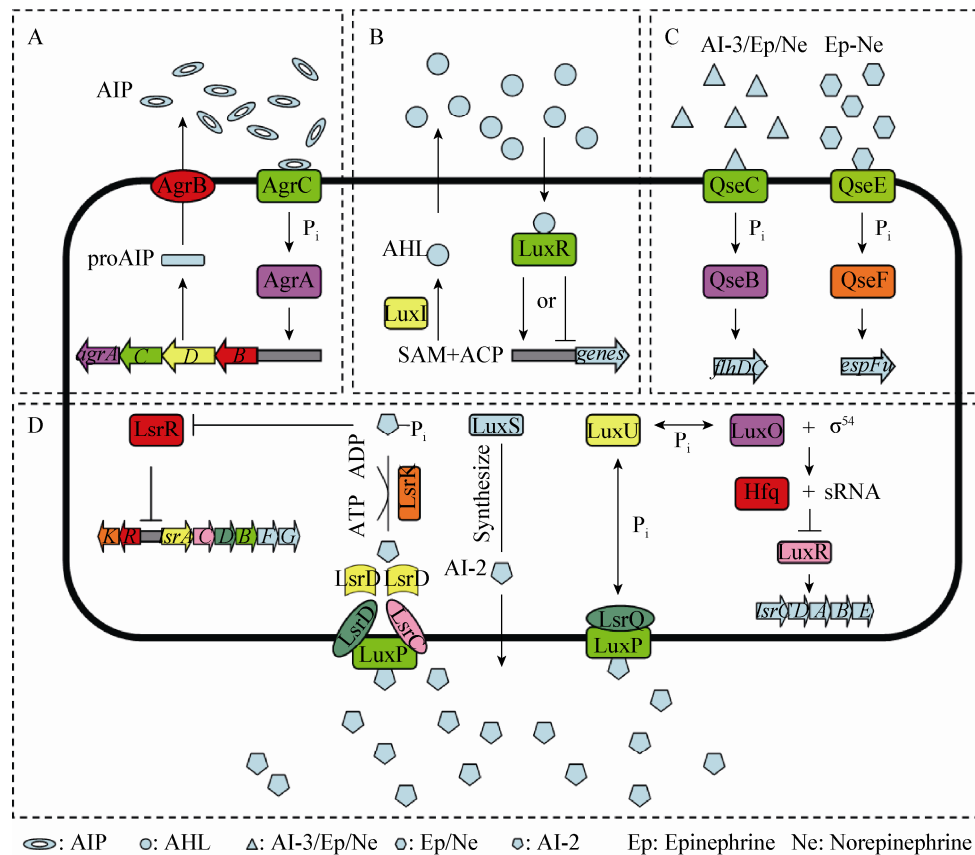 A
AIP
AgrB
AgrC
Pi
proAIP
AgrA
agrA C D B
B
AHL
LuxR
LuxI
or
SAM+ACP
genes
C
AI-3/Ep/Ne Ep-Ne
QseC
QseE
Pi
Pi
QseB
QseF
flhDC
espFu
D
LsrR
Pi
ADP
ATP
LsrK
K R srA C D B F G
LsrD LsrD
LsrD
LsrC
LuxP
LuxS
Synthesize
AI-2
LuxU
Pi
LuxO + σ54
Hfq + sRNA
Pi
LuxR
lsrC D A B E
LsrQ
LuxP
: AIP : AHL : AI-3/Ep/Ne : Ep/Ne : AI-2 Ep: Epinephrine Ne: Norepinephrine